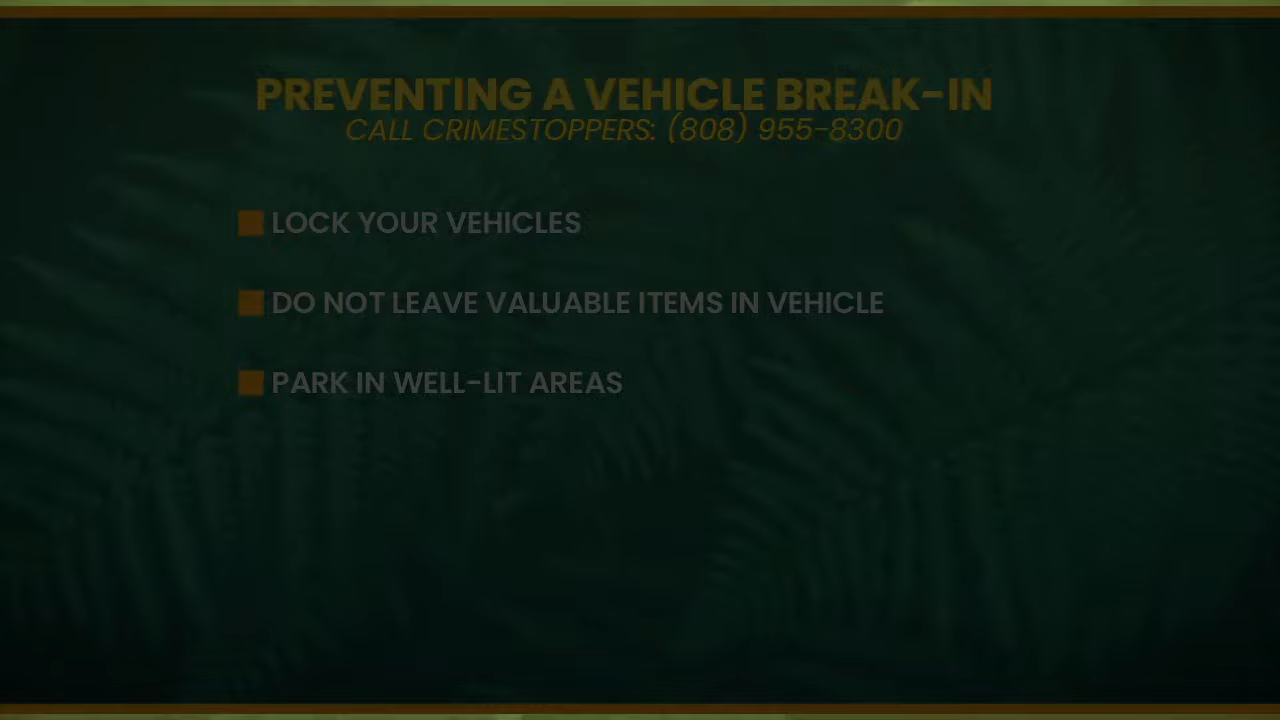 PREVENTING A VEHICLE BREAK-IN
CALL CRIMESTOPPERS: (808) 955-8300
LOCK YOUR VEHICLES
DO NOT LEAVE VALUABLE ITEMS IN VEHICLE
PARK IN WELL-LIT AREAS